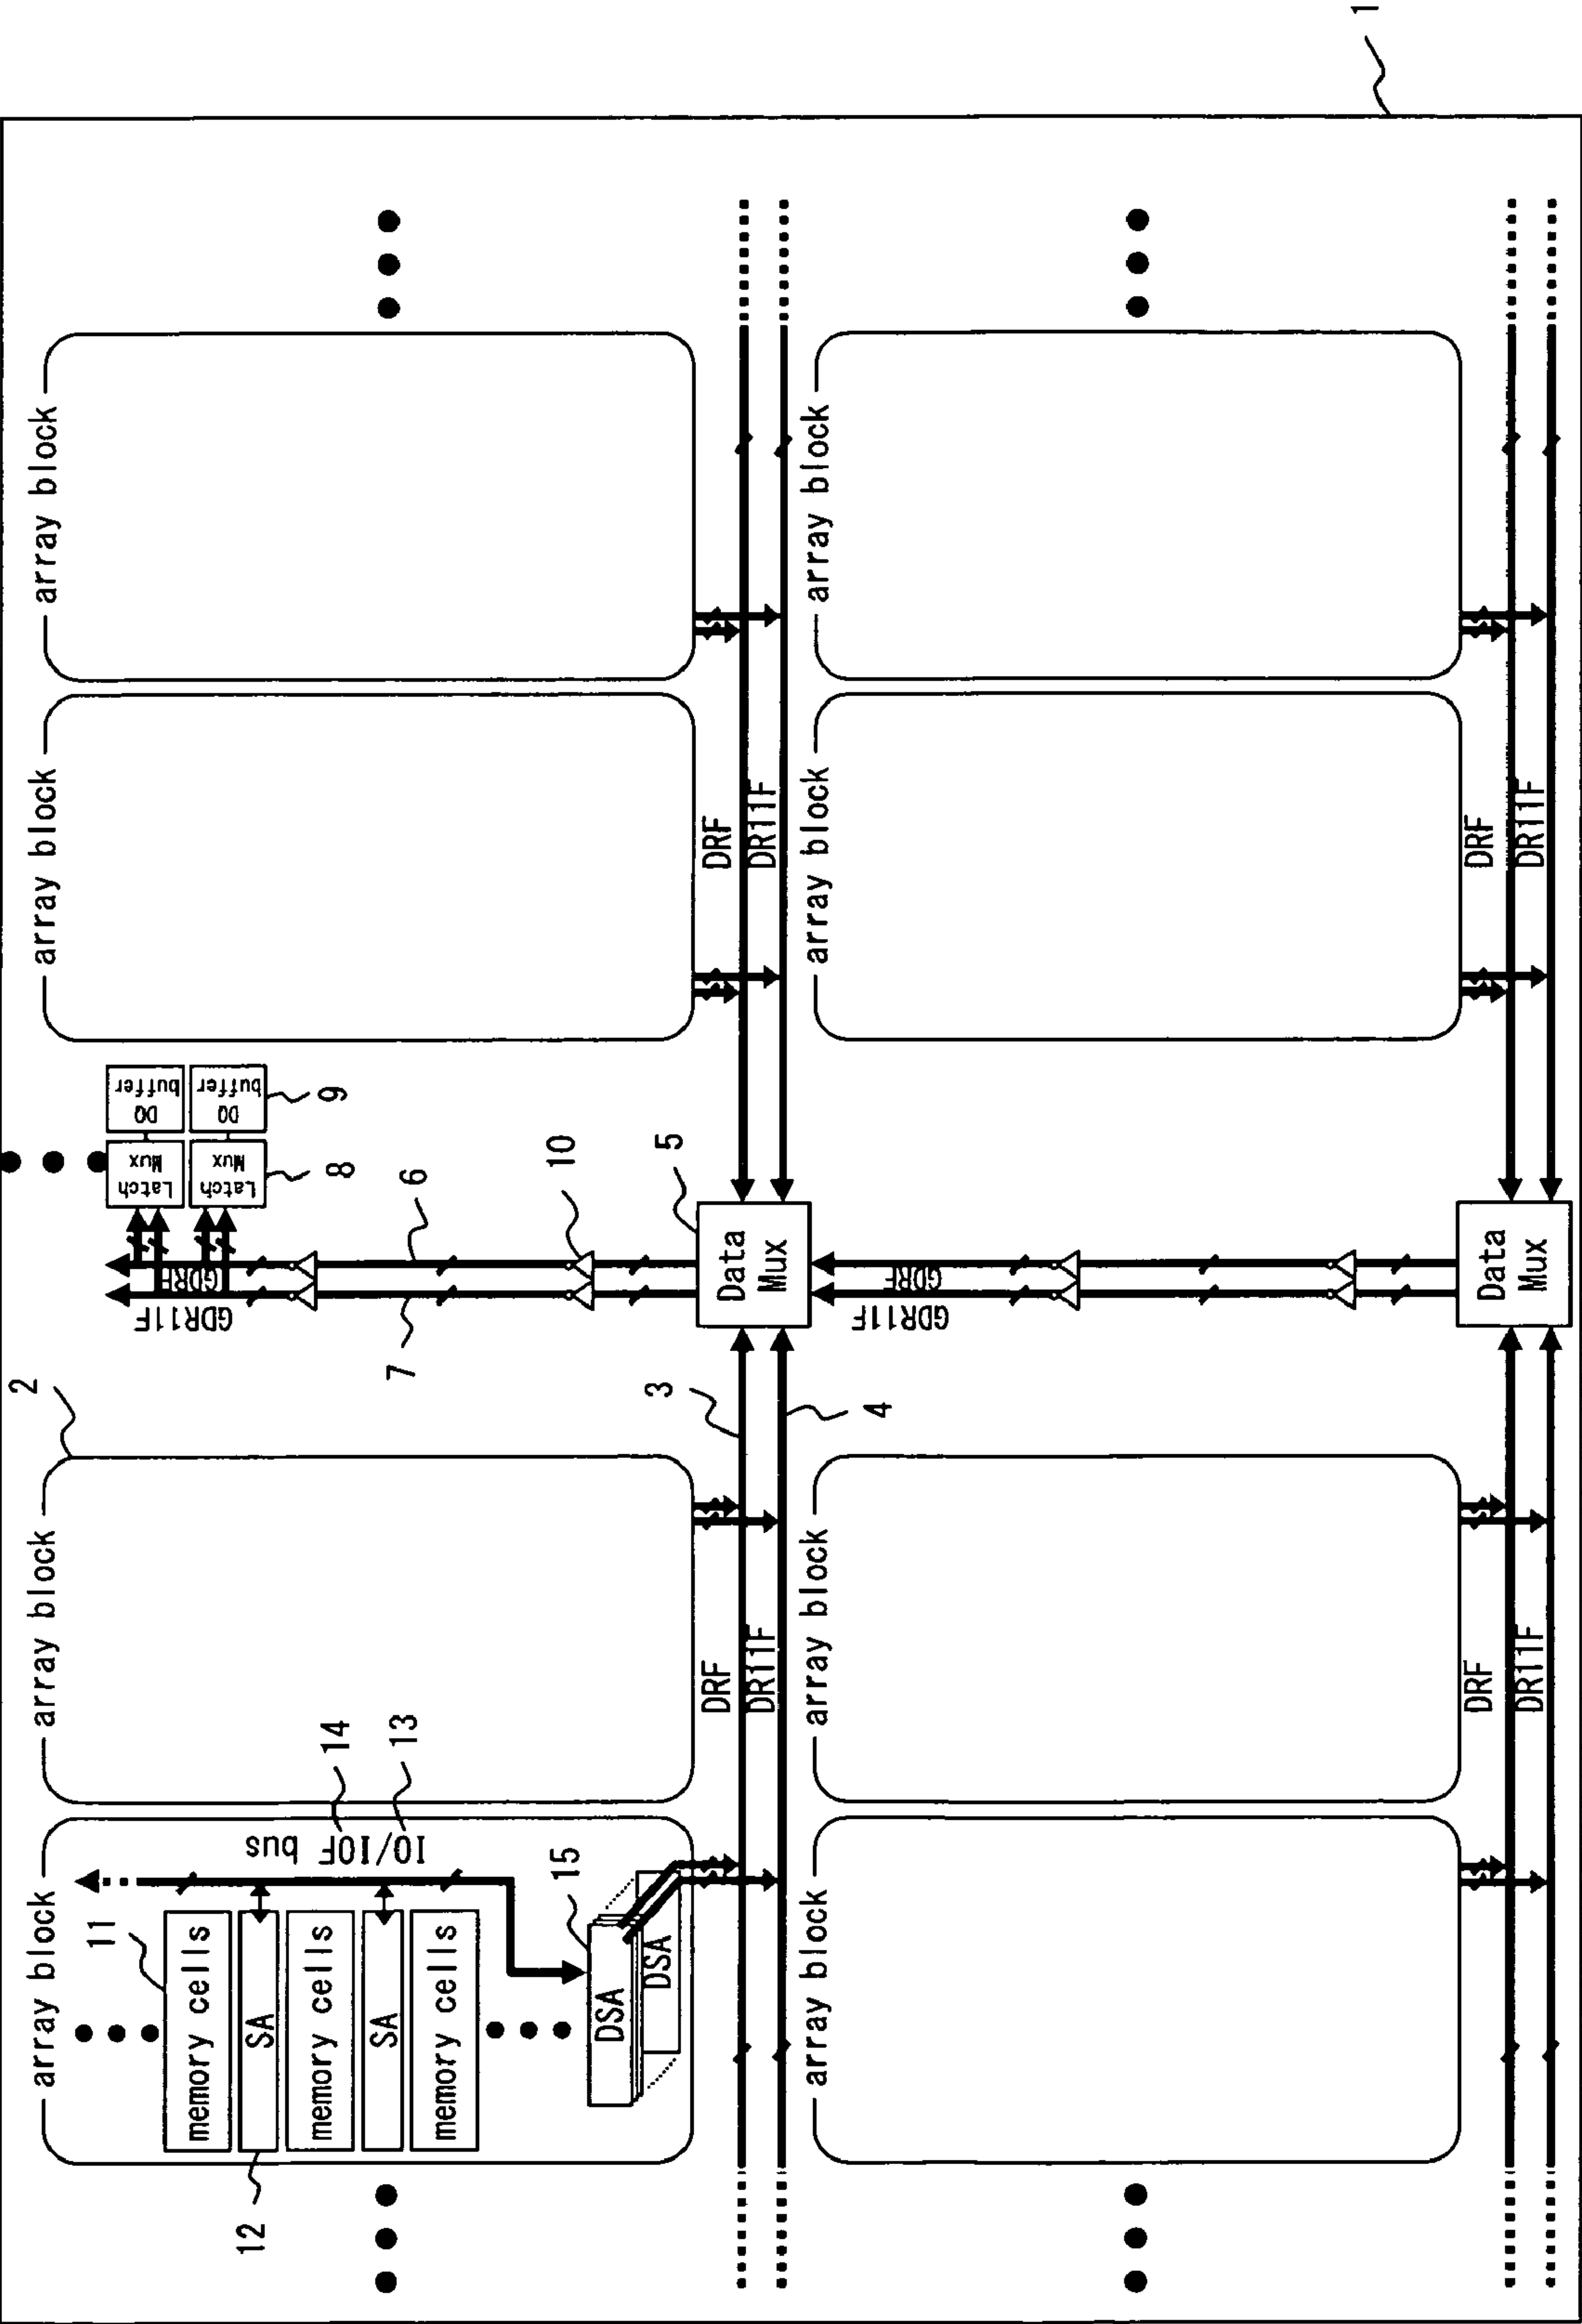 1
array block
array block
array block
array block
2
11
memory cells
SA
memory cells
SA
memory cells
12
IO/IOF bus
14
13
15
DSA
DSA
DQ buffer
DQ buffer
9
Latch Mux
Latch Mux
8
GDRF
GDR11F
6
7
10
5
Data
Mux
3
4
DRF
DR11F
DRF
DR11F
array block
array block
array block
array block
GDRF
GDR11F
Data
Mux
DRF
DR11F
DRF
DR11F